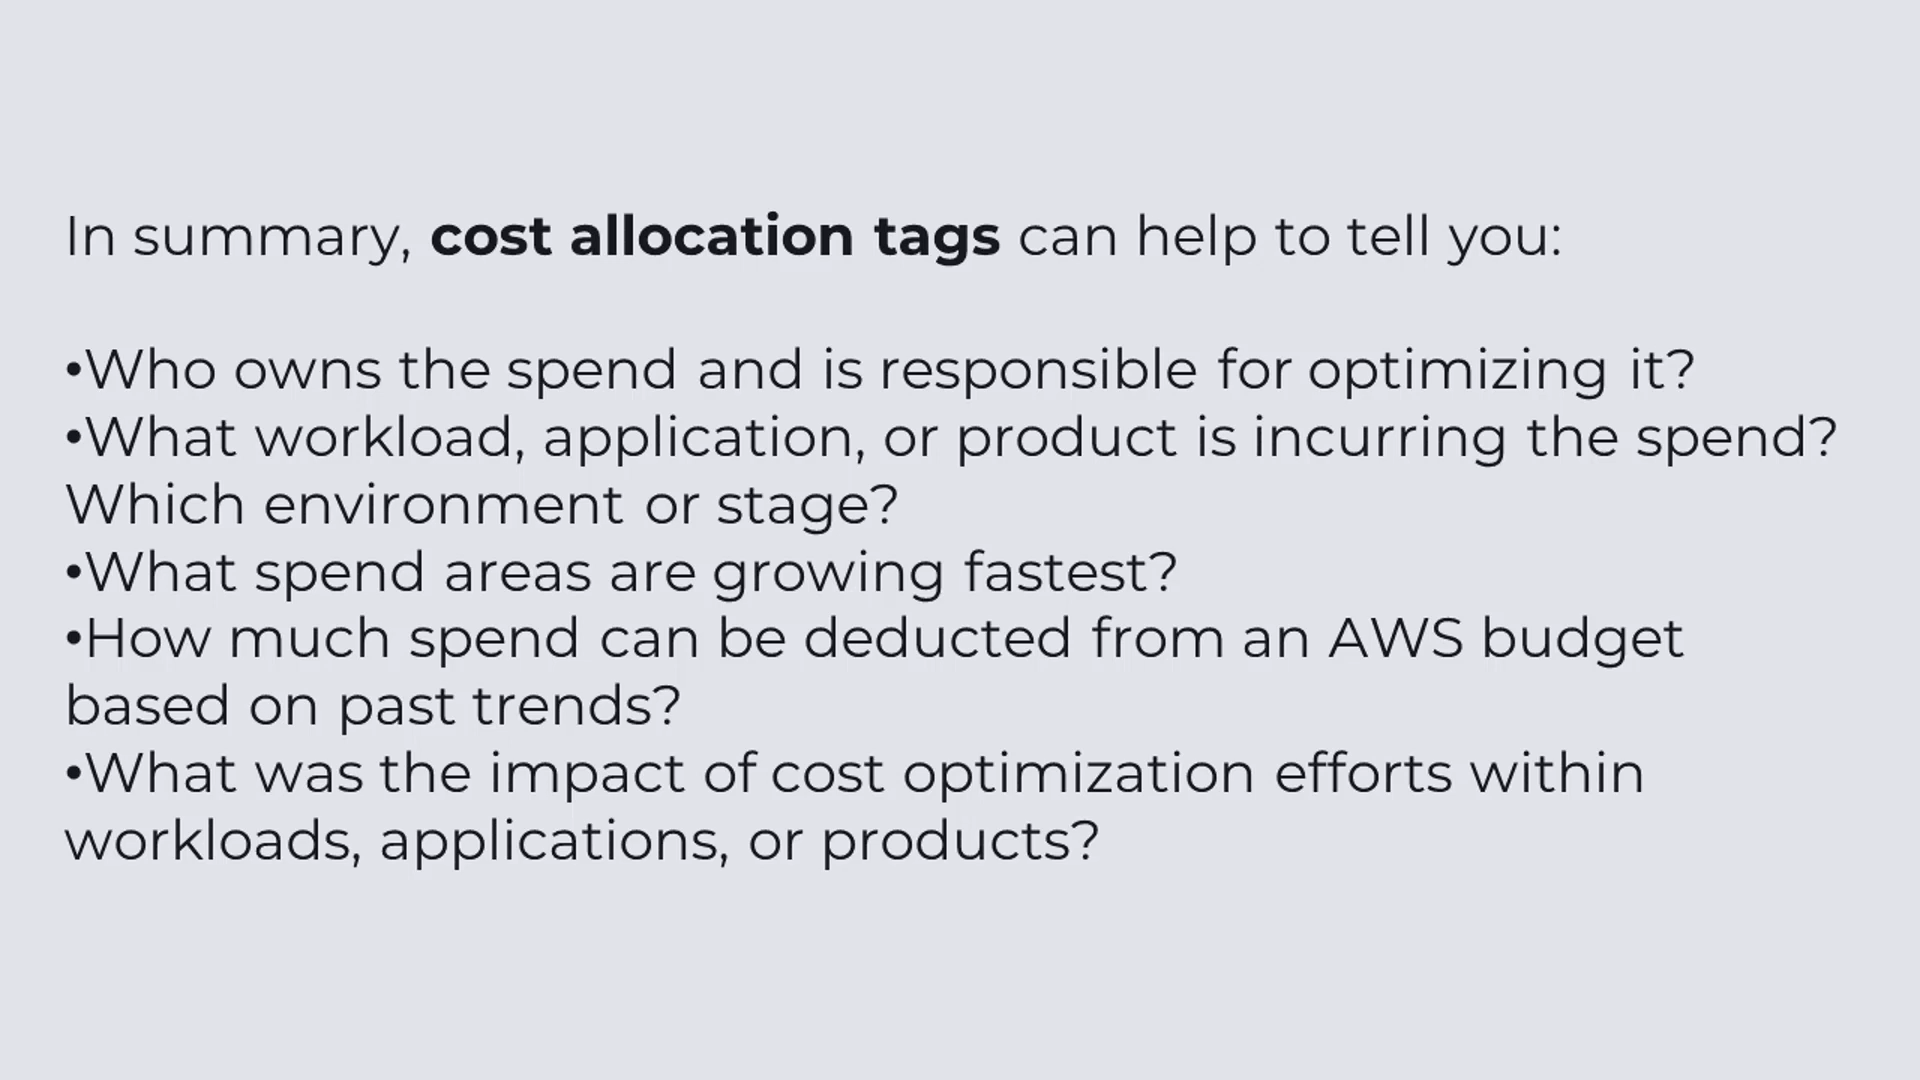 In summary, cost allocation tags can help to tell you:
•Who owns the spend and is responsible for optimizing it?
•What workload, application, or product is incurring the spend?
Which environment or stage?
•What spend areas are growing fastest?
•How much spend can be deducted from an AWS budget
based on past trends?
•What was the impact of cost optimization efforts within
workloads, applications, or products?